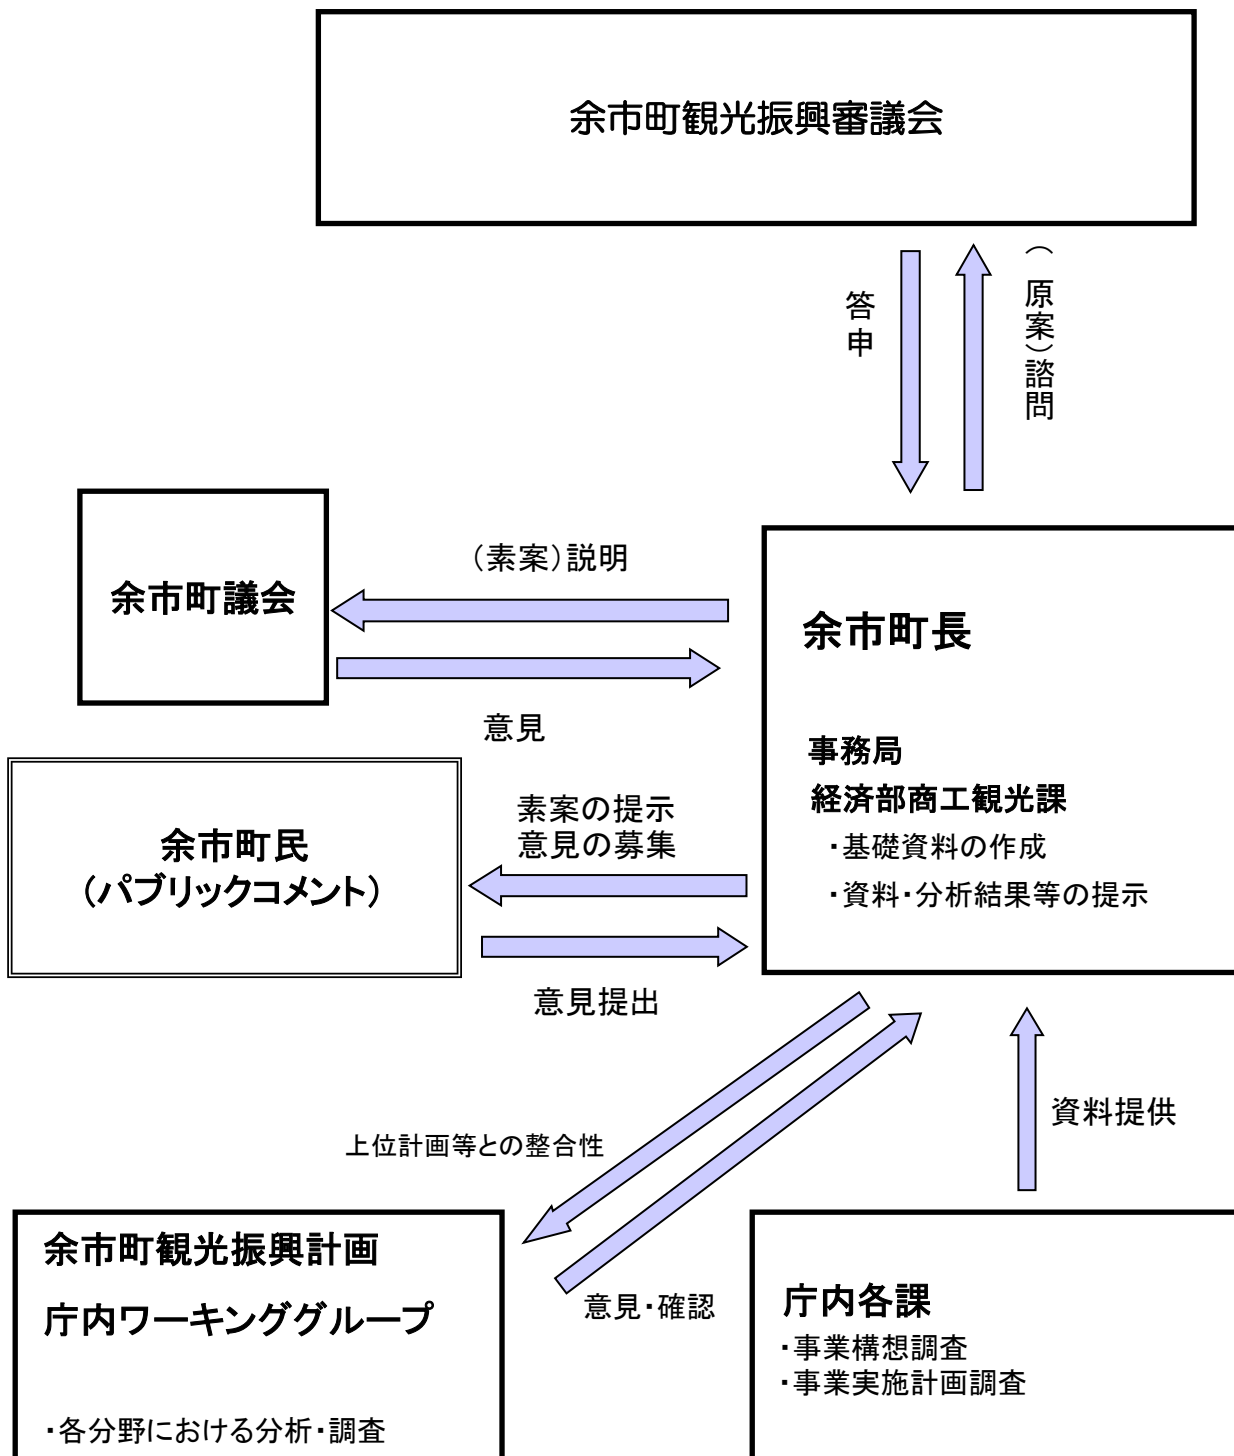 余市町観光振興審議会
答申
（原案）諮問
（素案）説明
余市町議会
意見
余市町長
事務局
経済部商工観光課
・基礎資料の作成
・資料・分析結果等の提示
素案の提示
意見の募集
余市町民
（パブリックコメント）
意見提出
上位計画等との整合性
資料提供
余市町観光振興計画
庁内ワーキンググループ
・各分野における分析・調査
意見・確認
庁内各課
・事業構想調査
・事業実施計画調査